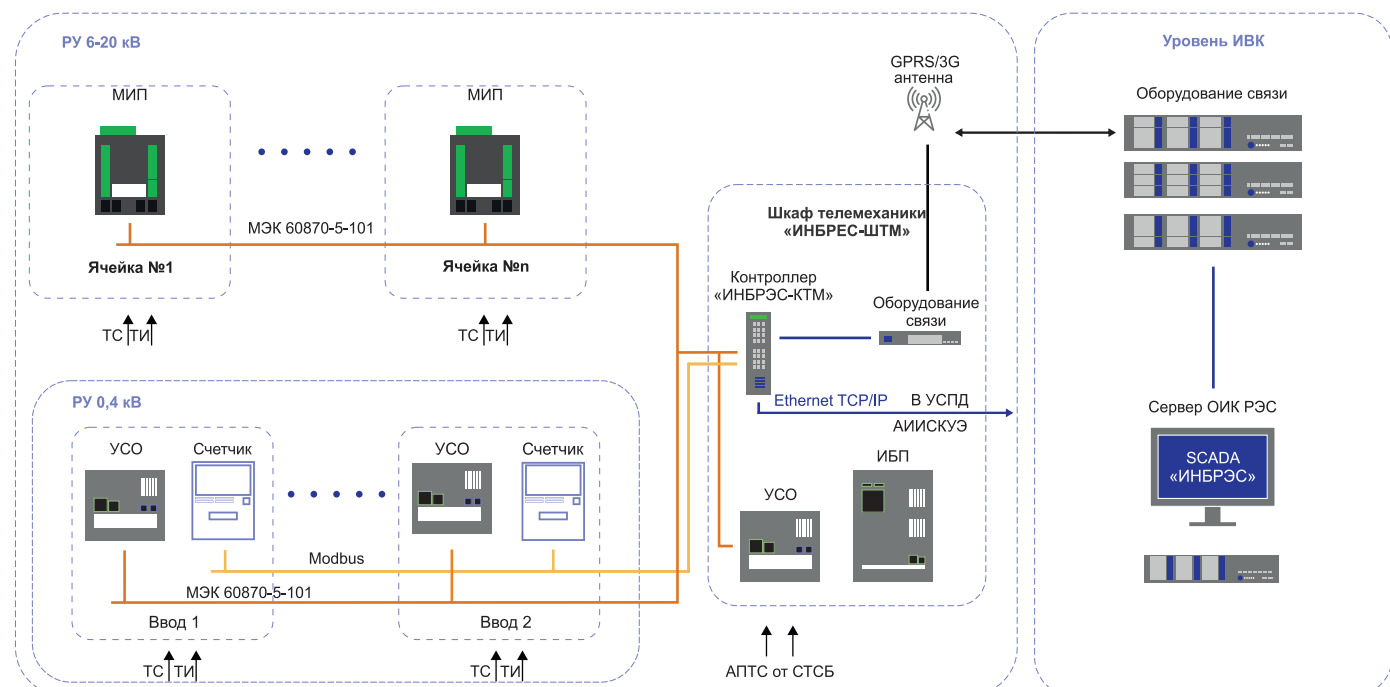 РУ 6-20 кВ
МИП
МИП
МЭК 60870-5-101
Ячейка №1
Ячейка №n
ТС ТИ
ТС ТИ
РУ 0,4 кВ
УСО
Счетчик
УСО
Счетчик
Modbus
МЭК 60870-5-101
Ввод 1
Ввод 2
ТС ТИ
ТС ТИ
GPRS/3G
антенна
Шкаф телемеханики
«ИНБРЕС-ШТМ»
Контроллер
«ИНБРЭС-КТМ»
Оборудование
связи
Ethernet TCP/IP
В УСПД
АИИСКУЭ
УСО
ИБП
АПТС от СТСБ
Уровень ИВК
Оборудование связи
Сервер ОИК РЭС
SCADA
«ИНБРЭС»